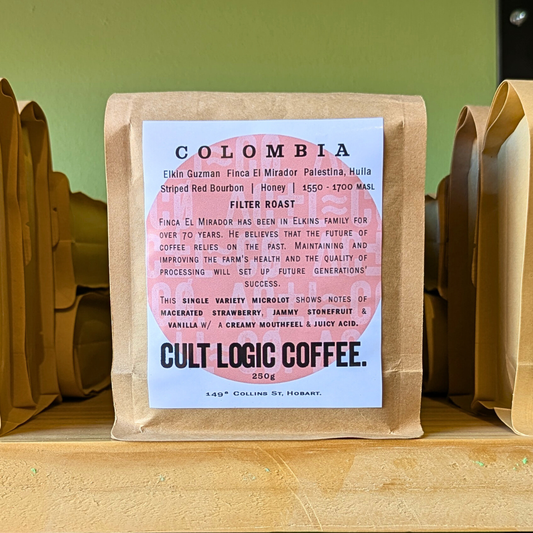 COLOMBIA
Elkin Guzman Finca El Mirador Palestina, Huila
Striped Red Bourbon | Honey | 1550 - 1700 MASL
FILTER ROAST
FINCA EL MIRADOR HAS BEEN IN ELKINS FAMILY FOR
OVER 70 YEARS. HE BELIEVES THAT THE FUTURE OF
COFFEE RELIES ON THE PAST. MAINTAINING AND
IMPROVING THE FARM'S HEALTH AND THE QUALITY OF
PROCESSING WILL SET UP FUTURE GENERATIONS'
SUCCESS.
THIS SINGLE VARIETY MICROLOT SHOWS NOTES OF
MACERATED STRAWBERRY, JAMMY STONEFRUIT &
VANILLA W/ A CREAMY MOUTHFEEL & JUICY ACID.
CULT LOGIC COFFEE.
250g
149* COLLINS ST, HOBART.